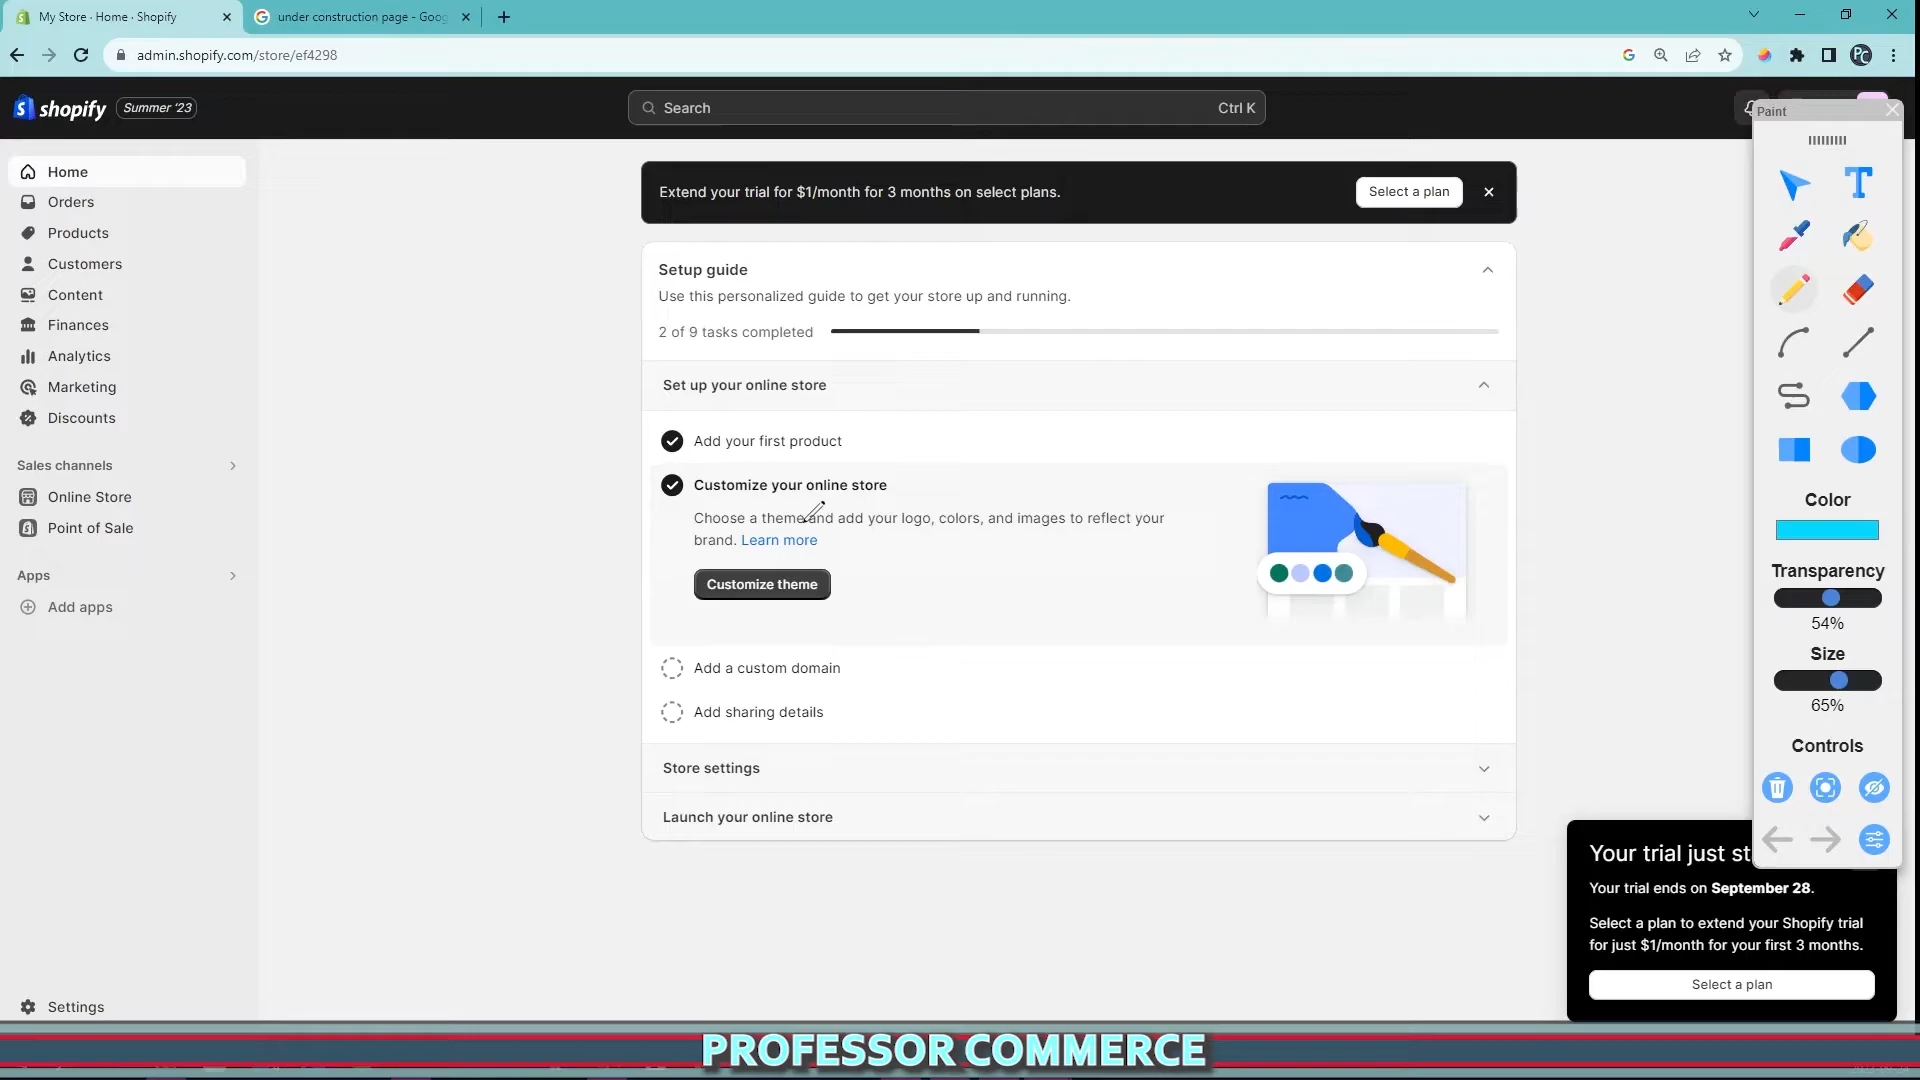 My Store · Home · Shopify
under construction page - Goog
admin.shopify.com/store/ef4298
PC
shopify
Summer '23
Search
Ctrl K
Paint
Home
Orders
Products
Customers
Content
Finances
Analytics
Marketing
Discounts
Sales channels
Online Store
Point of Sale
Apps
Add apps
Settings
Extend your trial for $1/month for 3 months on select plans.
Select a plan
Setup guide
Use this personalized guide to get your store up and running.
2 of 9 tasks completed
Set up your online store
Add your first product
Customize your online store
Choose a theme and add your logo, colors, and images to reflect your
brand. Learn more
Customize theme
Add a custom domain
Add sharing details
Store settings
Launch your online store
T
Color
Transparency
54%
Size
65%
Controls
Your trial just st
Your trial ends on September 28.
Select a plan to extend your Shopify trial
for just $1/month for your first 3 months.
Select a plan
PROFESSOR COMMERCE